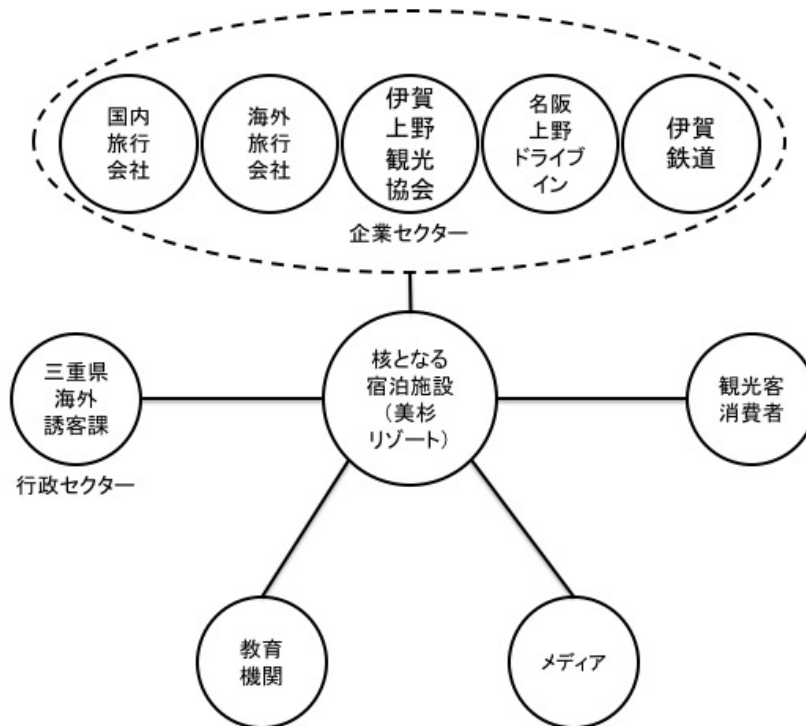 国内
旅行
会社
海外
旅行
会社
伊賀
上野
観光
協会
名阪
上野
ドライブ
イン
伊賀
鉄道
企業セクター
三重県
海外
誘客課
行政セクター
核となる
宿泊施設
（美杉
リゾート）
観光客
消費者
教育
機関
メディア